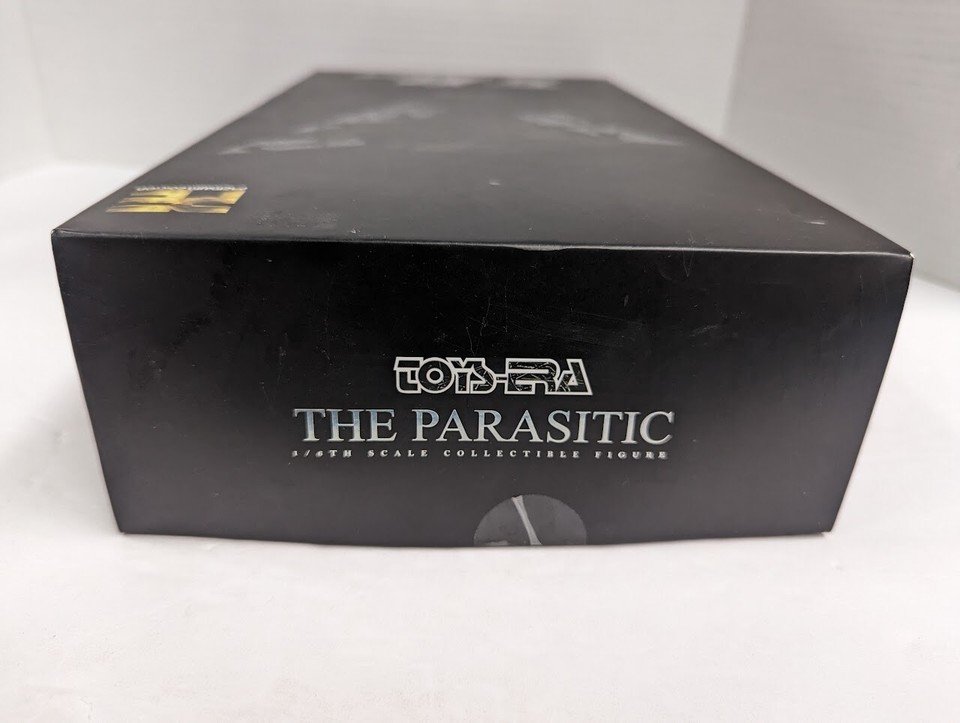 TOYS-ERA
THE PARASITIC
1/6TH SCALE COLLECTIBLE FIGURE